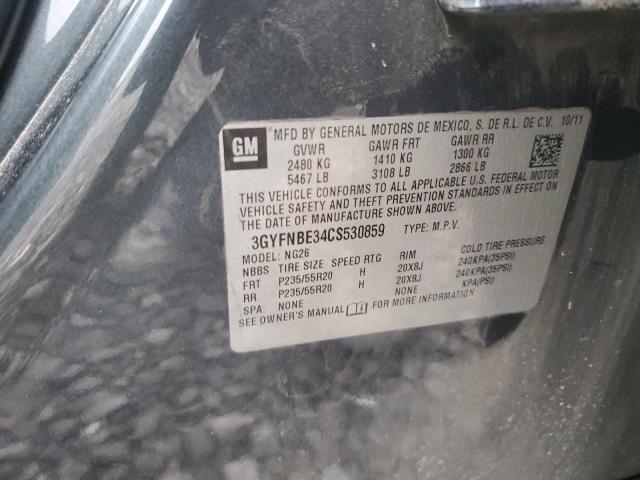 GM
MFD BY GENERAL MOTORS DE MEXICO, S. DE R.L. DE C.V. 10/11
GVWR GAWR FRT GAWR RR
2480 KG 1410 KG 1300 KG
5467 LB 3108 LB 2866 LB
THIS VEHICLE CONFORMS TO ALL APPLICABLE U.S. FEDERAL MOTOR
VEHICLE SAFETY AND THEFT PREVENTION STANDARDS IN EFFECT ON
THE DATE OF MANUFACTURE SHOWN ABOVE.
3GYFNBE34CS530859 TYPE: M.P.V.
MODEL: NG26
NBBS TIRE SIZE SPEED RTG RIM COLD TIRE PRESSURE
FRT P235/55R20 H 20X8J 240KPA(35PSI)
RR P235/55R20 H 20X8J 240KPA(35PSI)
SPA NONE NONE KPA(PSI)
SEE OWNER'S MANUAL FOR MORE INFORMATION.